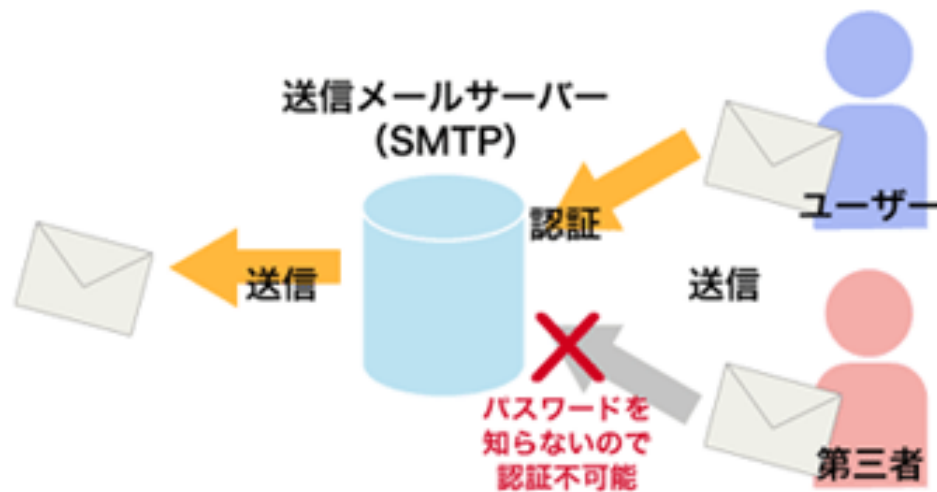 送信メールサーバー
（SMTP）
ユーザー
認証
送信
送信
パスワードを
知らないので
認証不可能
第三者